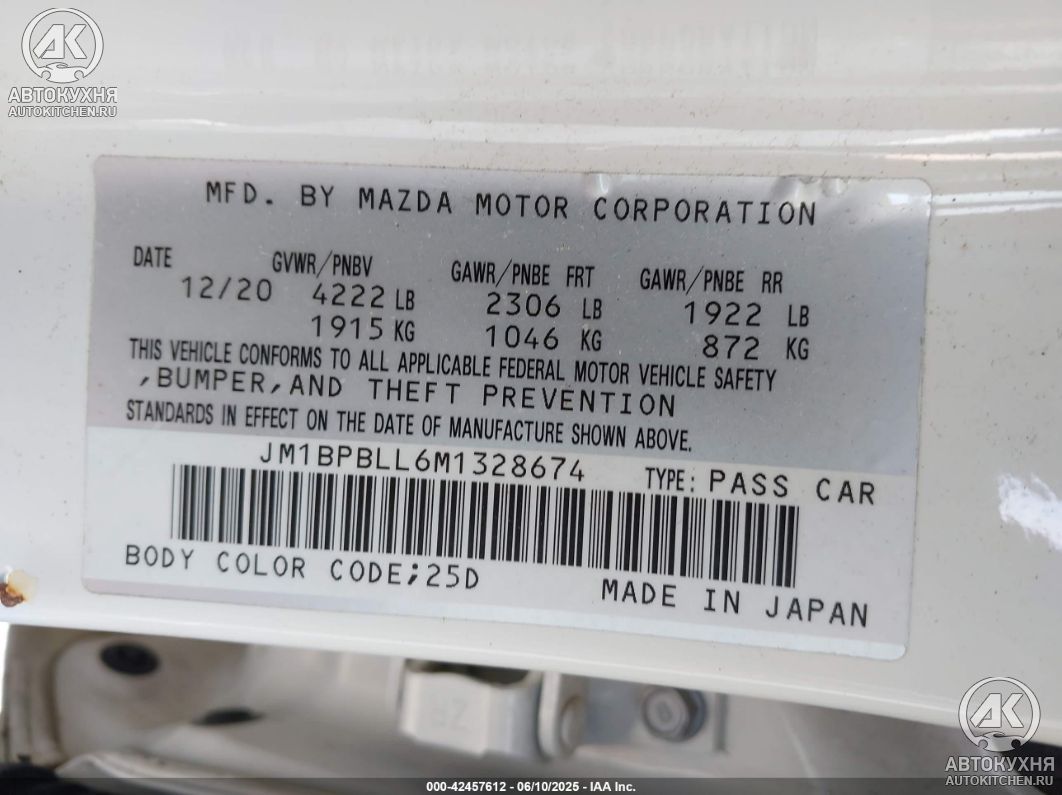 AK
АВТОКУХНЯ
AUTOKITCHEN.RU
MFD. BY MAZDA MOTOR CORPORATION
DATE GVWR/PNBV GAWR/PNBE FRT GAWR/PNBE RR
12/20 4222 LB 2306 LB 1922 LB
1915 KG 1046 KG 872 KG
THIS VEHICLE CONFORMS TO ALL APPLICABLE FEDERAL MOTOR VEHICLE SAFETY
,BUMPER,AND THEFT PREVENTION
STANDARDS IN EFFECT ON THE DATE OF MANUFACTURE SHOWN ABOVE.
JM1BPBLL6M1328674 TYPE: PASS CAR
BODY COLOR CODE;25D MADE IN JAPAN
AK
АВТОКУХНЯ
AUTOKITCHEN.RU
000-42457612 - 06/10/2025 - IAA Inc.